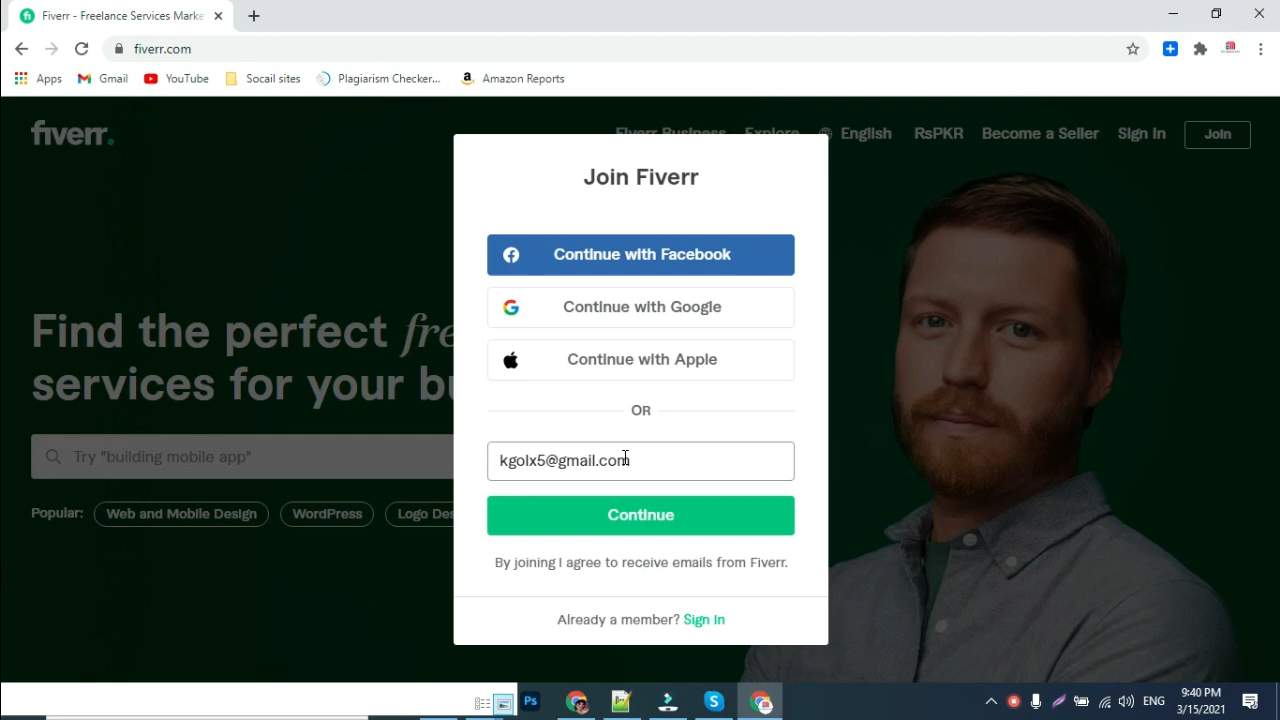 Fiverr - Freelance Services Marke
fiverr.com
Apps Gmail YouTube Socail sites Plagiarism Checker... Amazon Reports
fiverr. Fiverr Business Explore English RsPKR Become a Seller Sign In Join
Join Fiverr
Continue with Facebook
Continue with Google
Continue with Apple
Find the perfect fre
services for your bu
OR
Try "building mobile app"
kgolx5@gmail.com
Popular: Web and Mobile Design WordPress Logo Des
Continue
By joining I agree to receive emails from Fiverr.
Already a member? Sign In
Ps
ENG
9:40 PM
3/15/2021